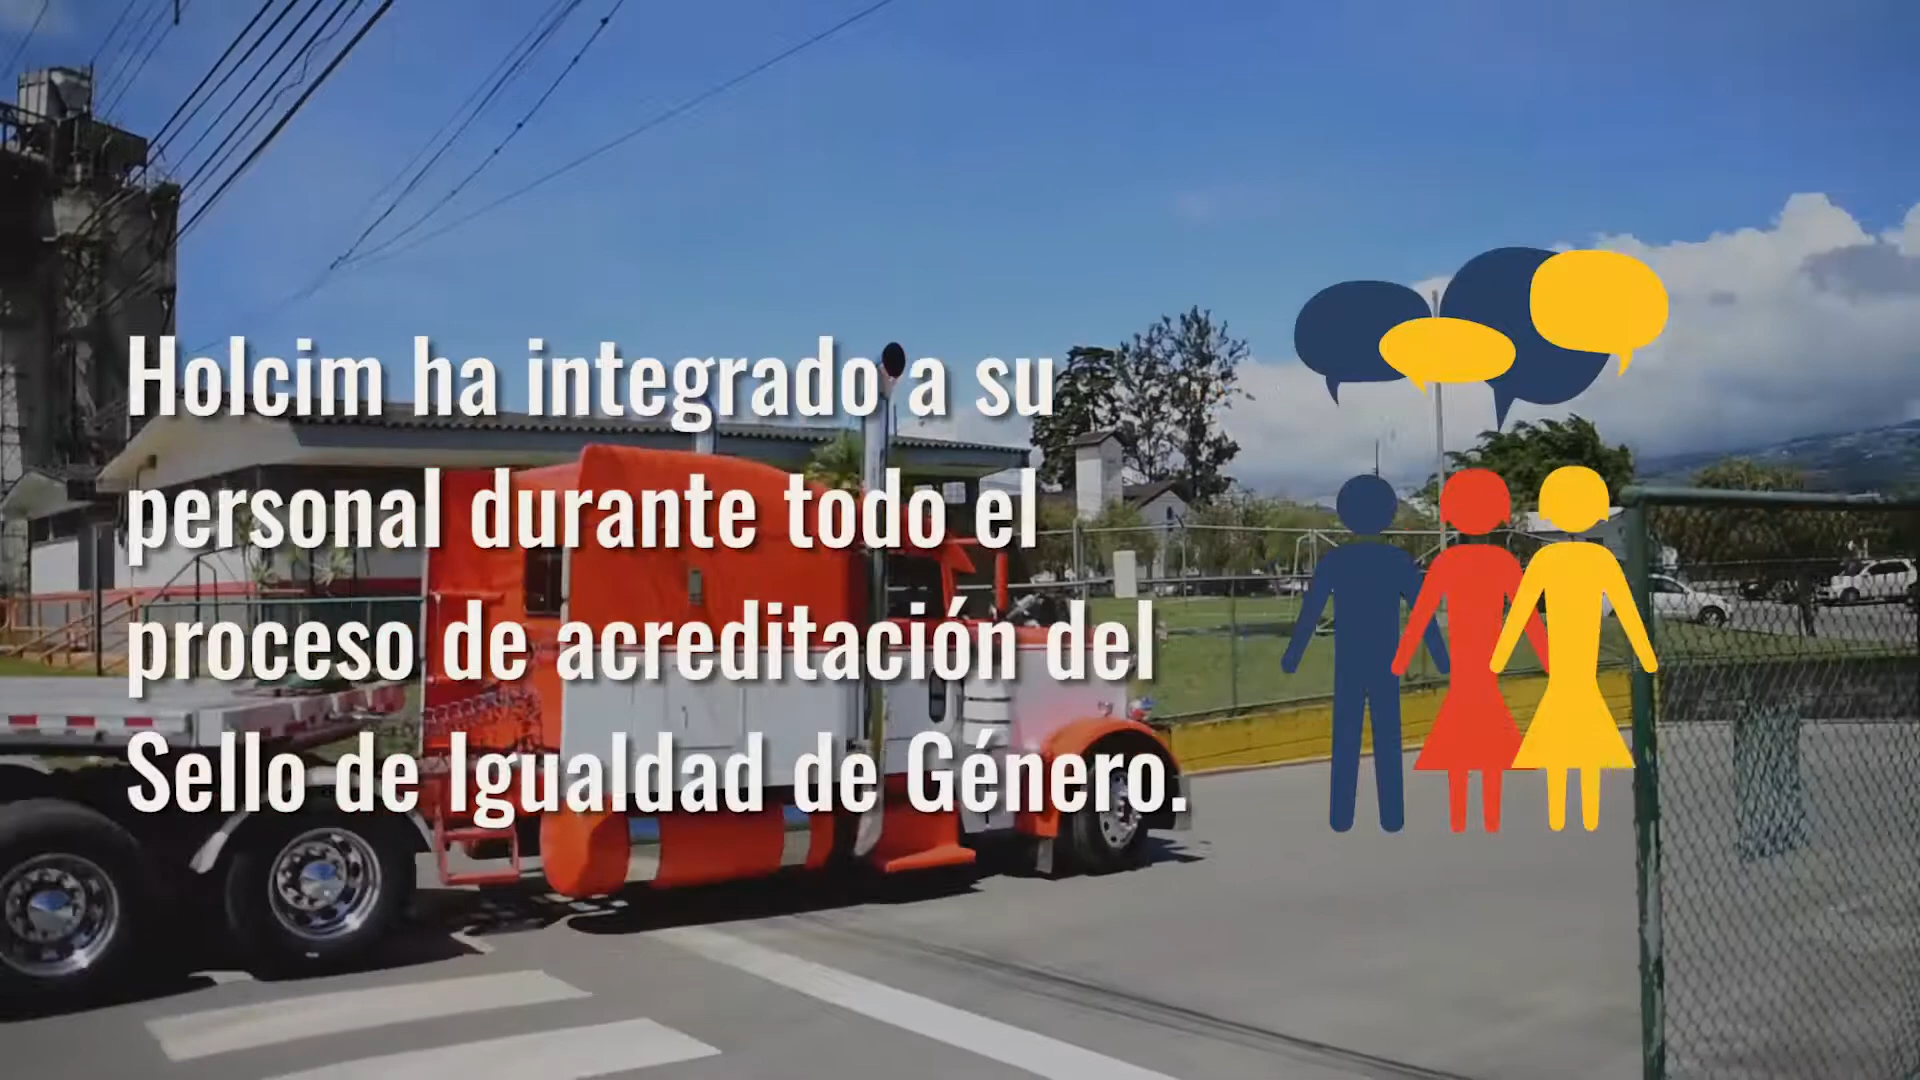 Holcim ha integrado a su
personal durante todo el
proceso de acreditación del
Sello de Igualdad de Género.